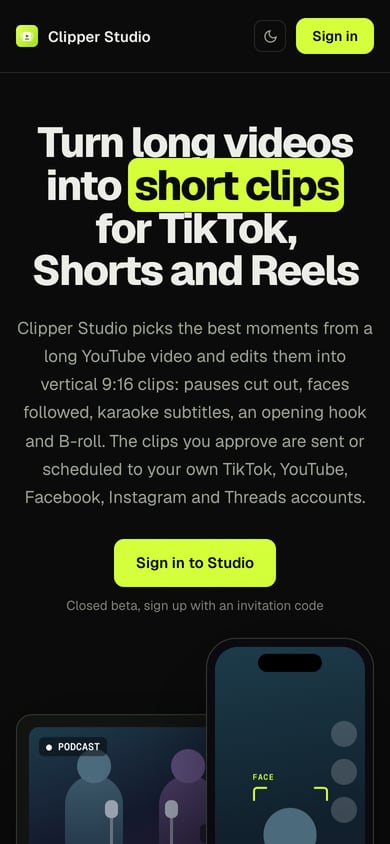 Clipper Studio
Sign in
Turn long videos
into short clips
for TikTok,
Shorts and Reels
Clipper Studio picks the best moments from a
long YouTube video and edits them into
vertical 9:16 clips: pauses cut out, faces
followed, karaoke subtitles, an opening hook
and B-roll. The clips you approve are sent or
scheduled to your own TikTok, YouTube,
Facebook, Instagram and Threads accounts.
Sign in to Studio
Closed beta, sign up with an invitation code
PODCAST
FACE